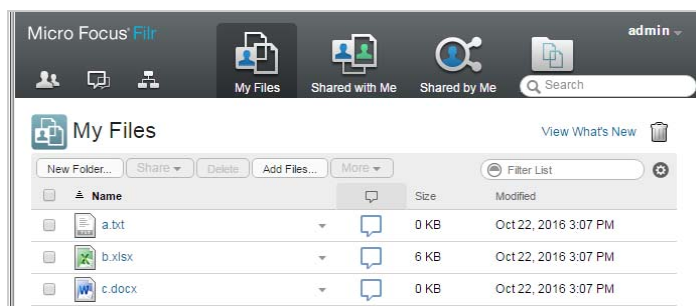 Micro Focus' Filr
admin
My Files
Shared with Me
Shared by Me
Search
My Files
View What's New
New Folder...
Share
Delete
Add Files...
More
Filter List
Name
Size
Modified
a.txt
0 KB
Oct 22, 2016 3:07 PM
b.xlsx
6 KB
Oct 22, 2016 3:07 PM
c.docx
0 KB
Oct 22, 2016 3:07 PM